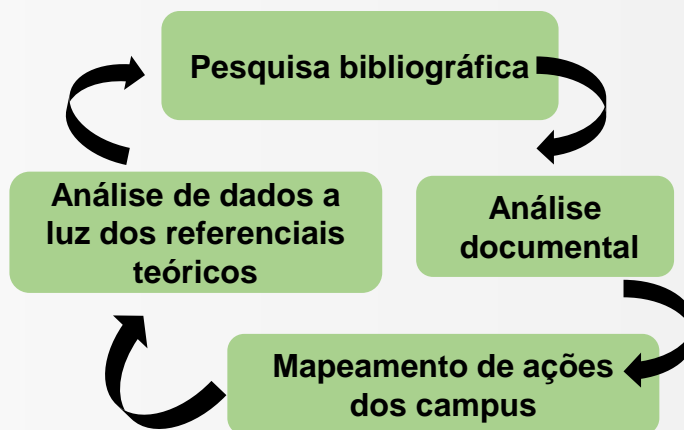 Pesquisa bibliográfica
Análise
documental
Mapeamento de ações
dos campus
Análise de dados a
luz dos referenciais
teóricos